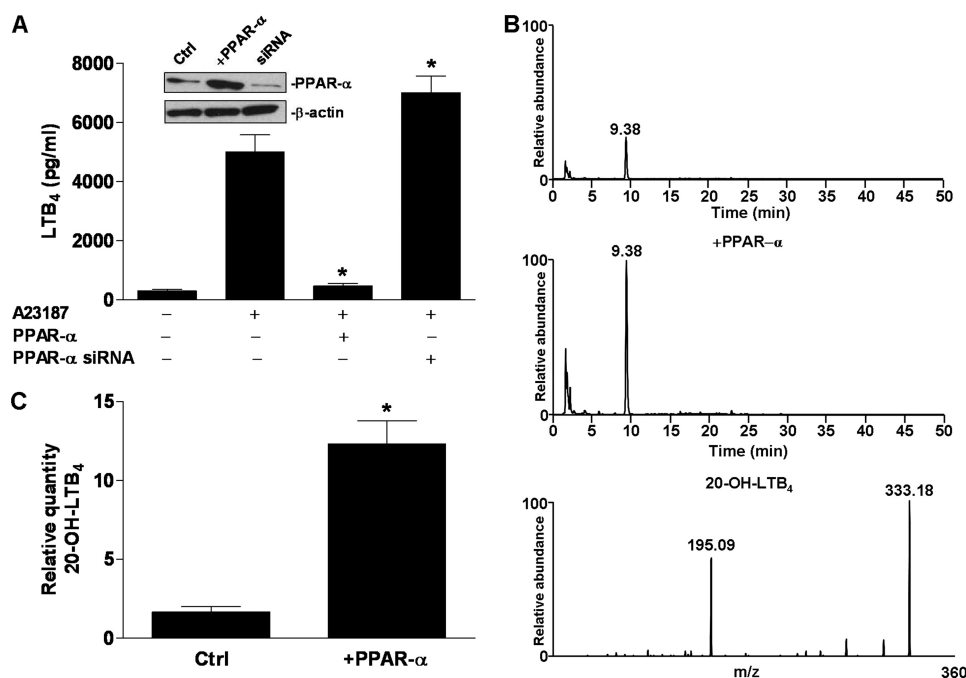 A
Ctrl
+PPAR-α
siRNA
-PPAR-α
-β-actin
8000
6000
4000
2000
0
LTB4 (pg/ml)
*
*
A23187 – + + +
PPAR-α – – + –
PPAR-α siRNA – – – +
B
100
Relative abundance
9.38
0
0 5 10 15 20 25 30 35 40 45 50
Time (min)
+PPAR–α
100
Relative abundance
9.38
0
0 5 10 15 20 25 30 35 40 45 50
Time (min)
20-OH-LTB4
100
Relative abundance
195.09
333.18
0
m/z 360
C
15
10
5
0
Relative quantity
20-OH-LTB4
*
Ctrl +PPAR-α